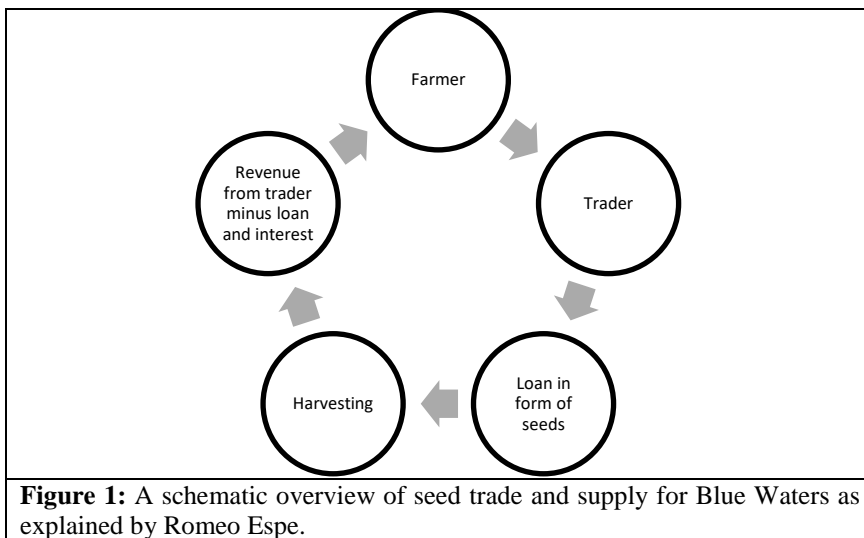 Farmer
Trader
Loan in
form of
seeds
Harvesting
Revenue
from trader
minus loan
and interest
Figure 1: A schematic overview of seed trade and supply for Blue Waters as
explained by Romeo Espe.